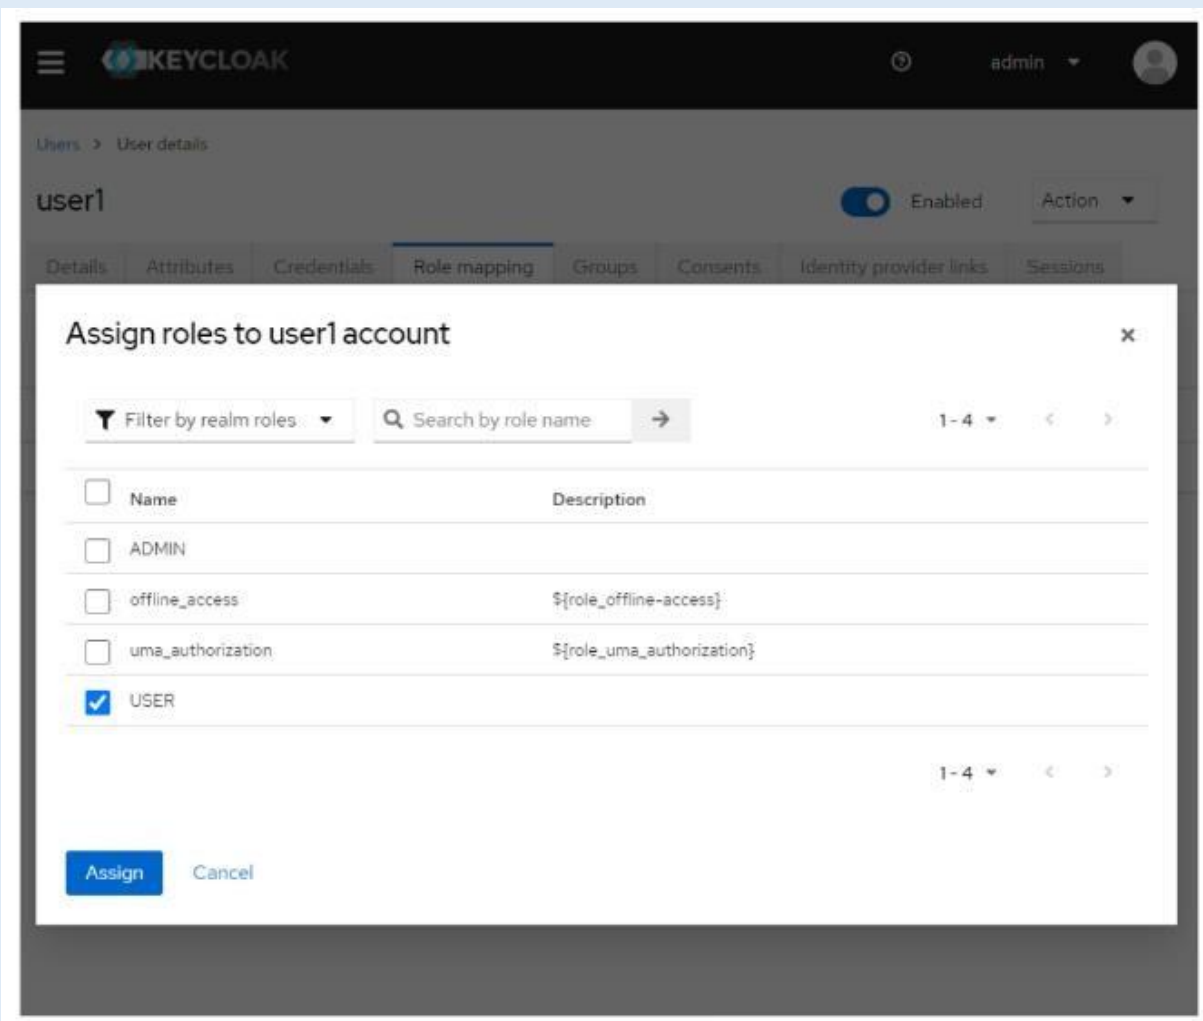 KEYCLOAK
admin
Users > User details
user1
Enabled
Action
Details Attributes Credentials Role mapping Groups Consents Identity provider links Sessions
Assign roles to user1 account
Filter by realm roles
Search by role name
1 - 4
Name Description
ADMIN
offline_access ${role_offline-access}
uma_authorization ${role_uma_authorization}
USER
1 - 4
Assign Cancel